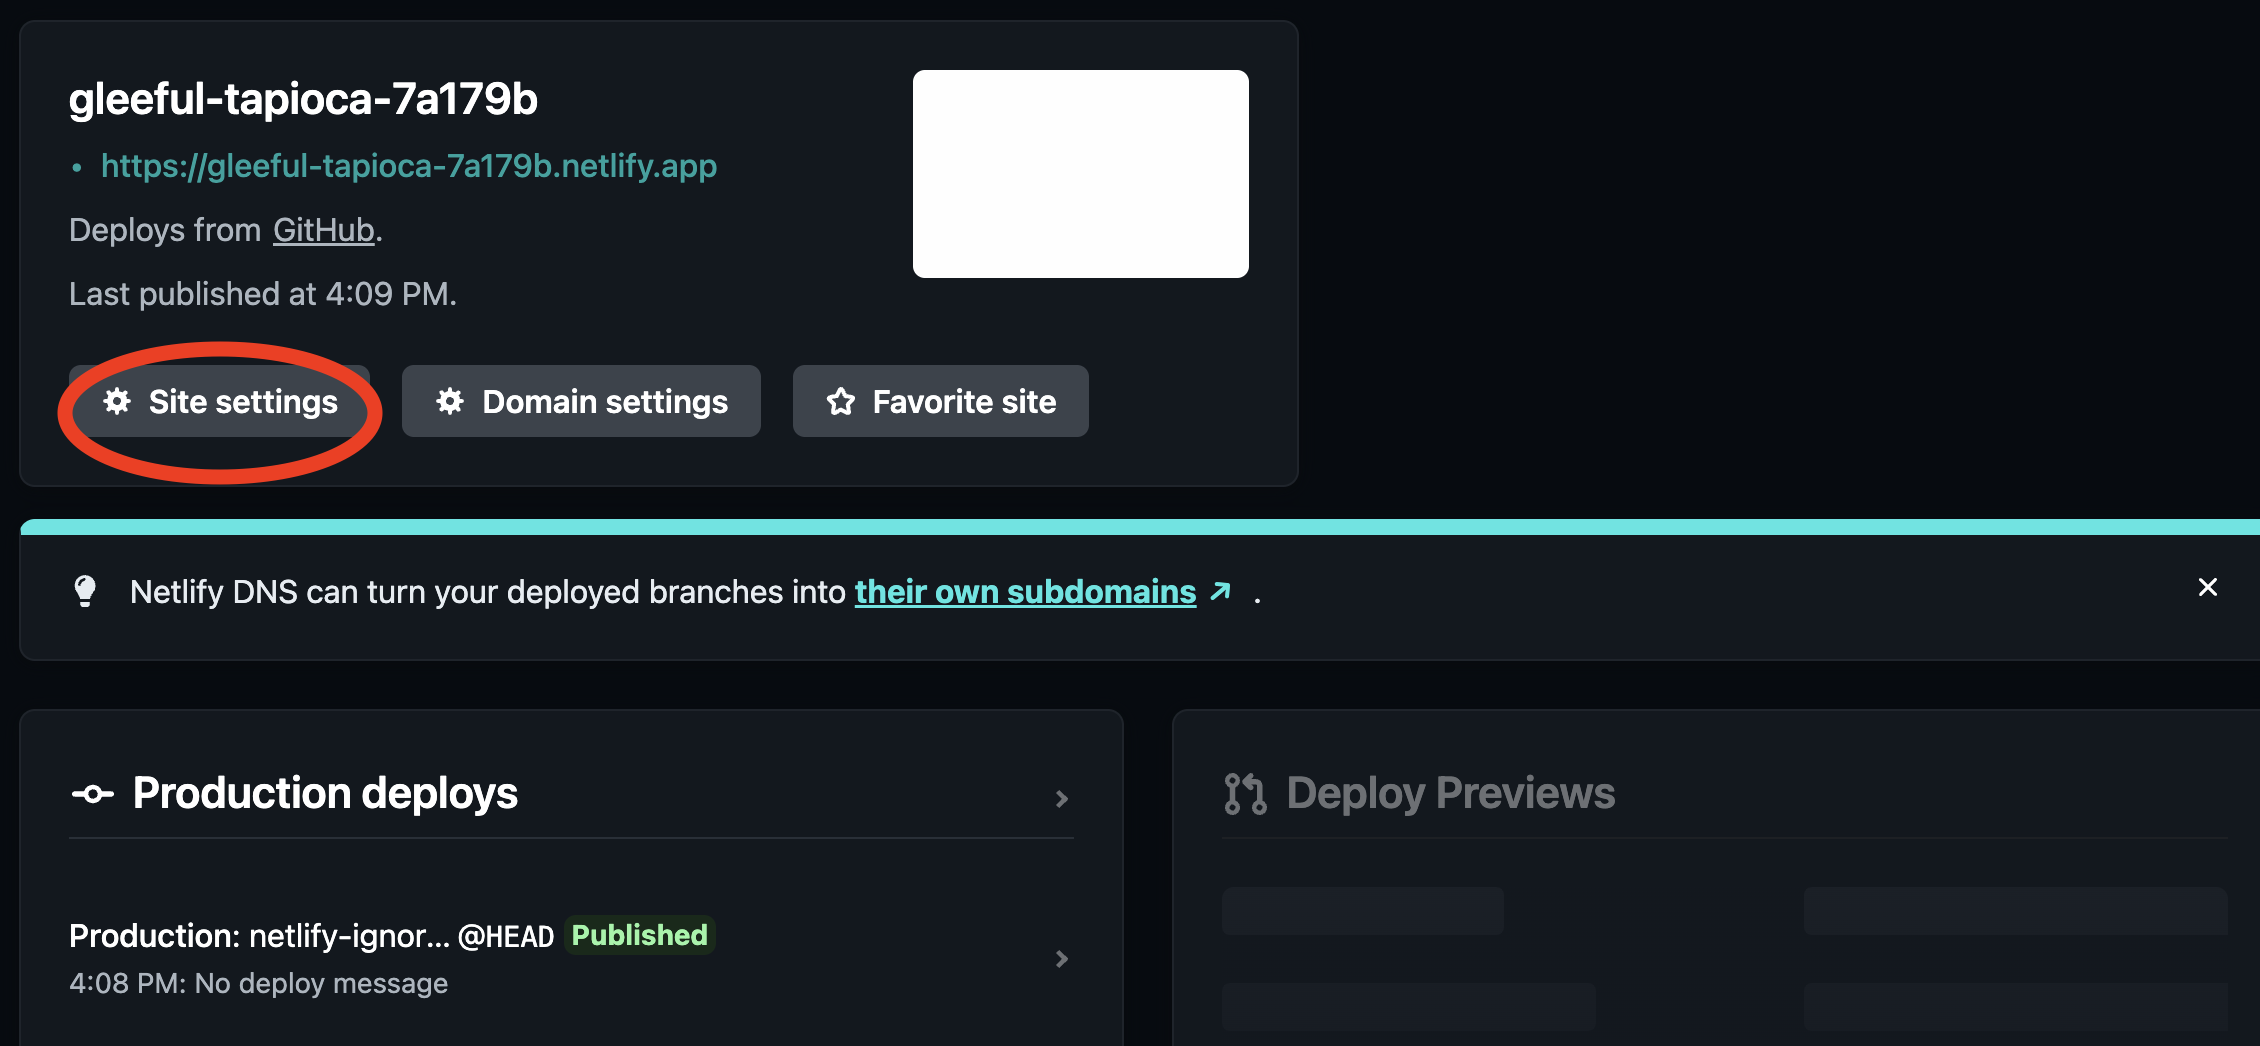 gleeful-tapioca-7a179b
• https://gleeful-tapioca-7a179b.netlify.app
Deploys from GitHub.
Last published at 4:09 PM.
Site settings
Domain settings
Favorite site
Netlify DNS can turn your deployed branches into their own subdomains ↗ .
Production deploys
Production: netlify-ignor... @HEAD Published
4:08 PM: No deploy message
Deploy Previews